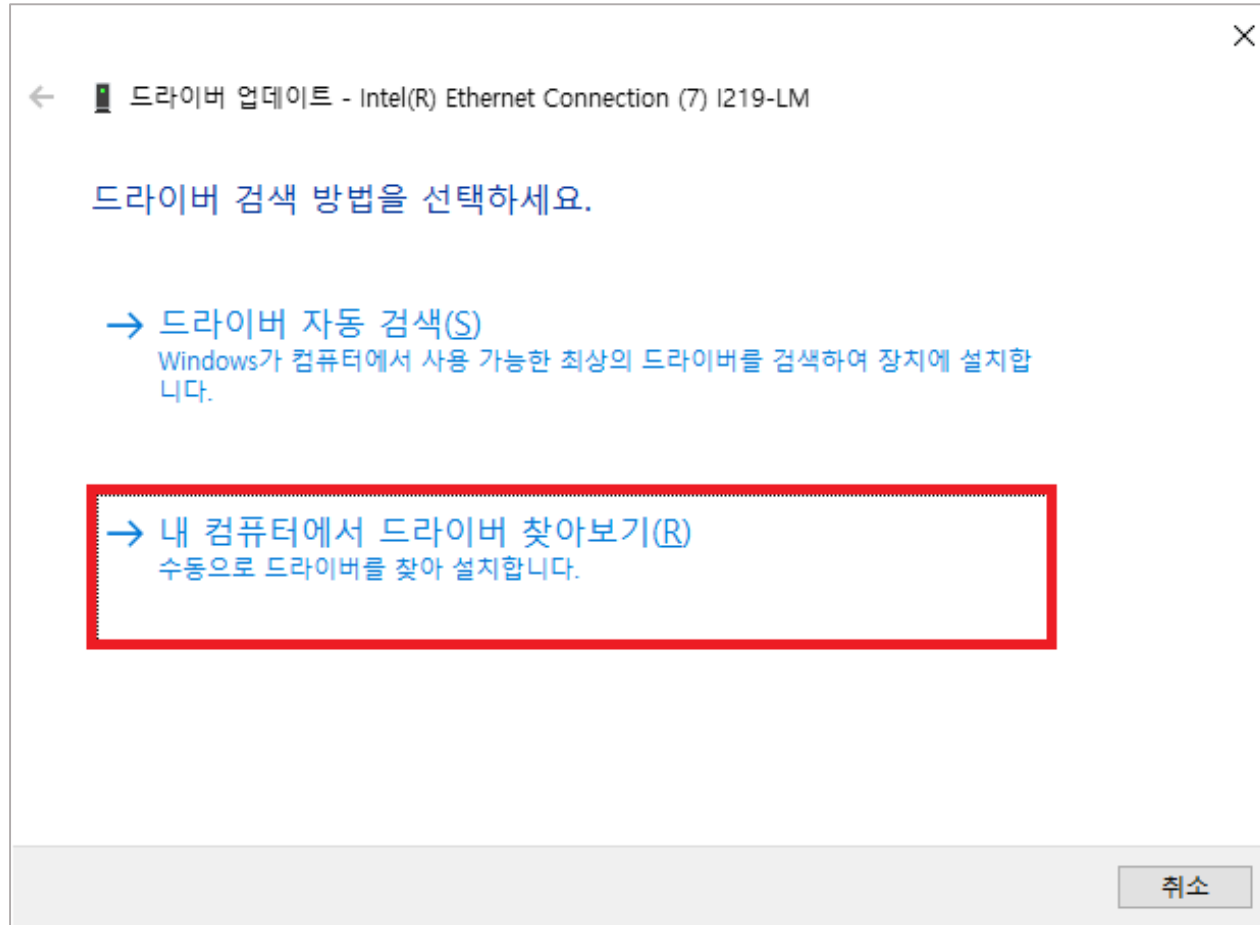 드라이버 업데이트 - Intel(R) Ethernet Connection (7) I219-LM
드라이버 검색 방법을 선택하세요.
드라이버 자동 검색(S)
Windows가 컴퓨터에서 사용 가능한 최상의 드라이버를 검색하여 장치에 설치합
니다.
내 컴퓨터에서 드라이버 찾아보기(R)
수동으로 드라이버를 찾아 설치합니다.
취소